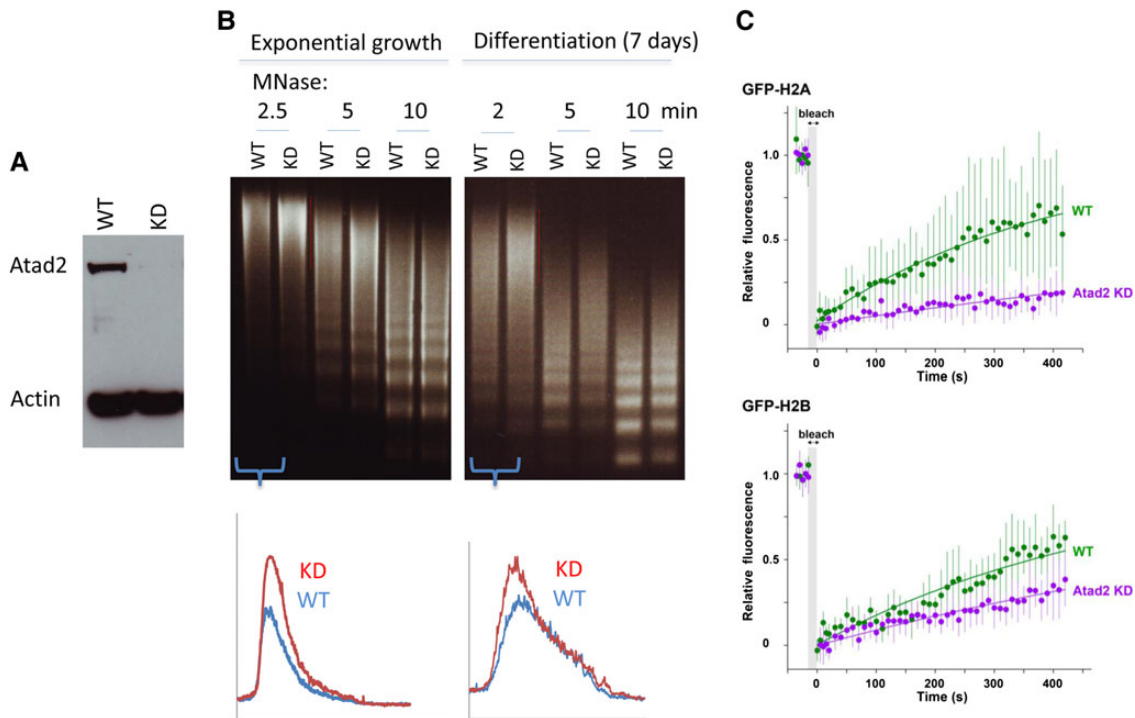 A
WT
KD
Atad2
Actin
B
Exponential growth
Differentiation (7 days)
MNase:
2.5
5
10
2
5
10 min
WT
KD
WT
KD
WT
KD
WT
KD
WT
KD
WT
KD
KD
WT
KD
WT
C
GFP-H2A
bleach
1.0
0.5
0
Relative fluorescence
WT
Atad2 KD
0 100 200 300 400
Time (s)
GFP-H2B
bleach
1.0
0.5
0
Relative fluorescence
WT
Atad2 KD
0 100 200 300 400
Time (s)